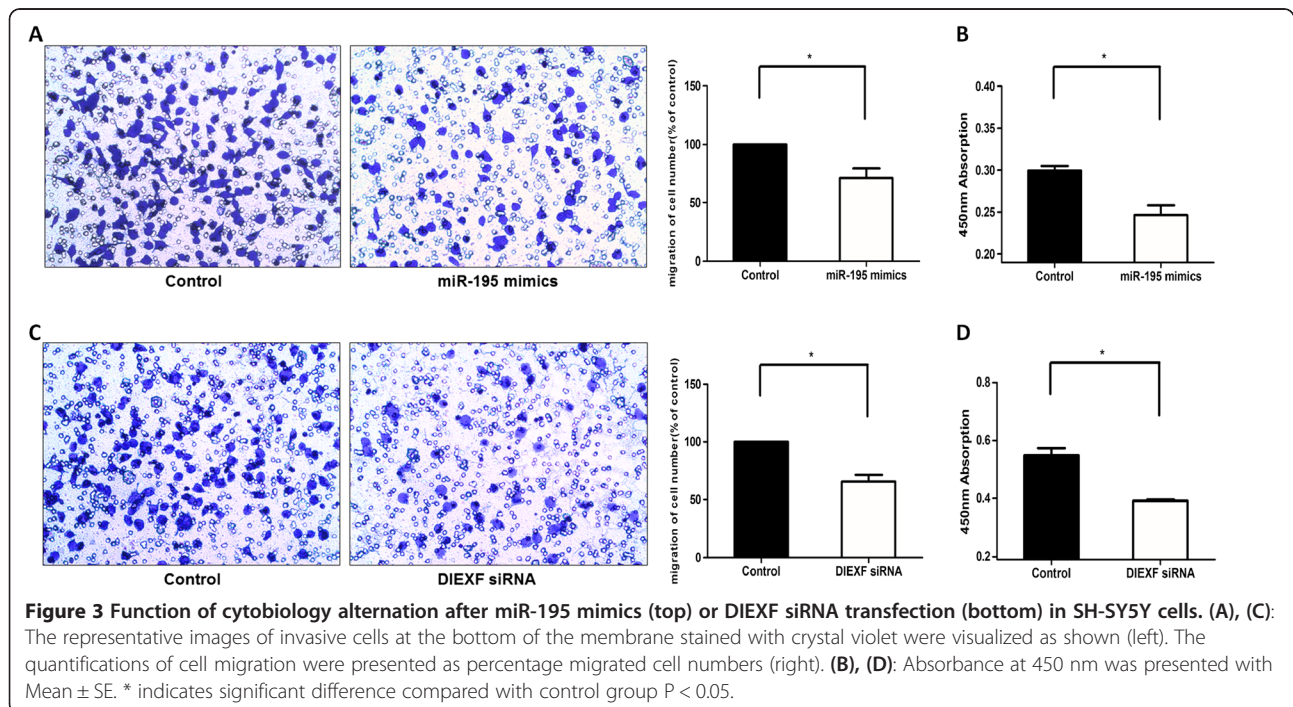 A
Control
miR-195 mimics
migration of cell number(% of control)
150
100
50
0
*
Control
miR-195 mimics
B
450nm Absorption
0.40
0.35
0.30
0.25
0.20
*
Control
miR-195 mimics
C
Control
DIEXF siRNA
migration of cell number(% of control)
150
100
50
0
*
Control
DIEXF siRNA
D
450nm Absorption
0.8
0.6
0.4
0.2
*
Control
DIEXF siRNA
Figure 3 Function of cytobiology alternation after miR-195 mimics (top) or DIEXF siRNA transfection (bottom) in SH-SY5Y cells. (A), (C):
The representative images of invasive cells at the bottom of the membrane stained with crystal violet were visualized as shown (left). The
quantifications of cell migration were presented as percentage migrated cell numbers (right). (B), (D): Absorbance at 450 nm was presented with
Mean ± SE. * indicates significant difference compared with control group P < 0.05.